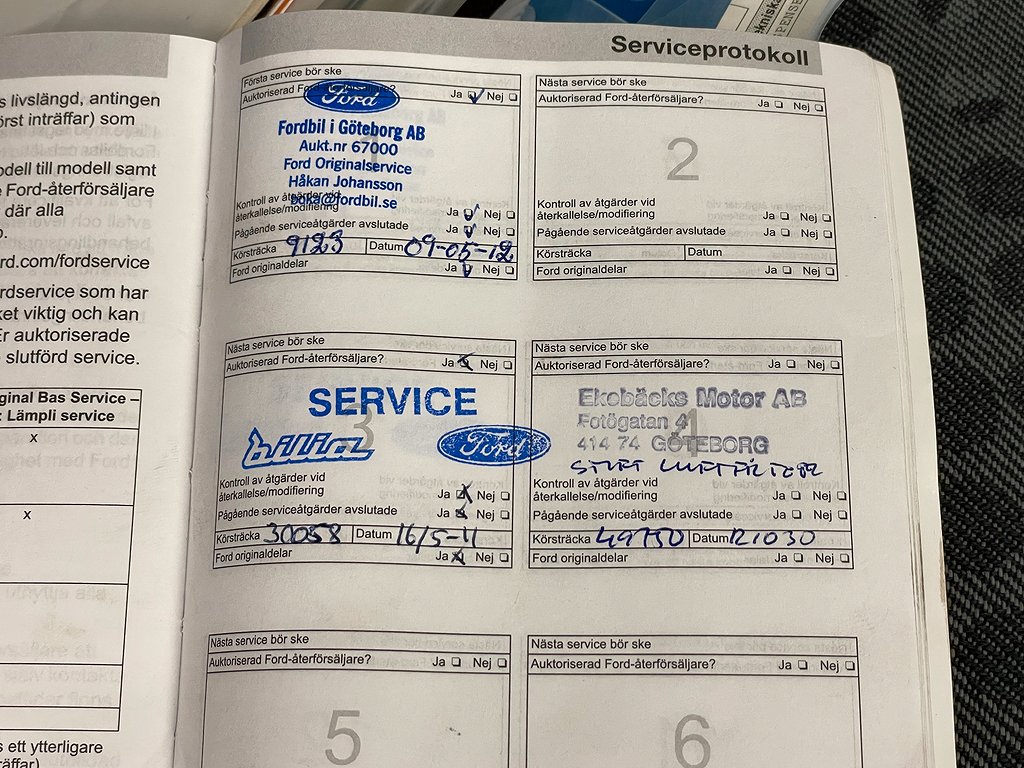 Serviceprotokoll
s livslängd, antingen
örst inträffar) som
odell till modell samt
e Ford-återförsäljare
där alla
rd.com/fordservice
rdservice som har
ket viktig och kan
Er auktoriserade
slutförd service.
ginal Bas Service –
Lämpli service
x
x
s ett ytterligare
räffar)
Första service bör ske
Auktoriserad Ford-återförsäljare? Ja Nej
Ford
Fordbil i Göteborg AB
Aukt.nr 67000
Ford Originalservice
Håkan Johansson
boka@fordbil.se
1
Kontroll av åtgärder vid
återkallelse/modifiering Ja Nej
Pågående serviceåtgärder avslutade Ja Nej
Körsträcka 9123 Datum 09-05-12
Ford originaldelar Ja Nej
Nästa service bör ske
Auktoriserad Ford-återförsäljare? Ja Nej
2
Kontroll av åtgärder vid
återkallelse/modifiering Ja Nej
Pågående serviceåtgärder avslutade Ja Nej
Körsträcka Datum
Ford originaldelar Ja Nej
Nästa service bör ske
Auktoriserad Ford-återförsäljare? Ja Nej
SERVICE
3
bilia Ford
Kontroll av åtgärder vid
återkallelse/modifiering Ja Nej
Pågående serviceåtgärder avslutade Ja Nej
Körsträcka 30058 Datum 16/5-11
Ford originaldelar Ja Nej
Nästa service bör ske
Auktoriserad Ford-återförsäljare? Ja Nej
Ekobäcks Motor AB
Fotögatan 4
414 74 GÖTEBORG
4
Kontroll av åtgärder vid
återkallelse/modifiering Ja Nej
Pågående serviceåtgärder avslutade Ja Nej
Körsträcka 49750 Datum 121030
Ford originaldelar Ja Nej
Nästa service bör ske
Auktoriserad Ford-återförsäljare? Ja Nej
5
Nästa service bör ske
Auktoriserad Ford-återförsäljare? Ja Nej
6